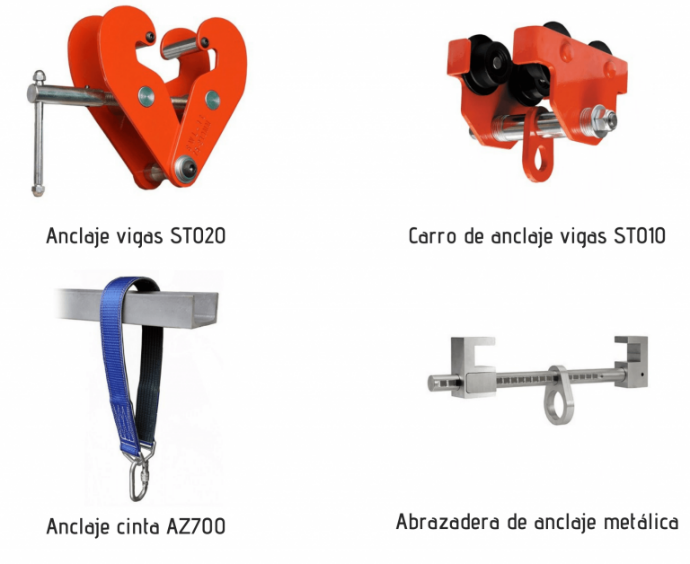 Anclaje vigas ST020
Carro de anclaje vigas ST010
Anclaje cinta AZ700
Abrazadera de anclaje metálica